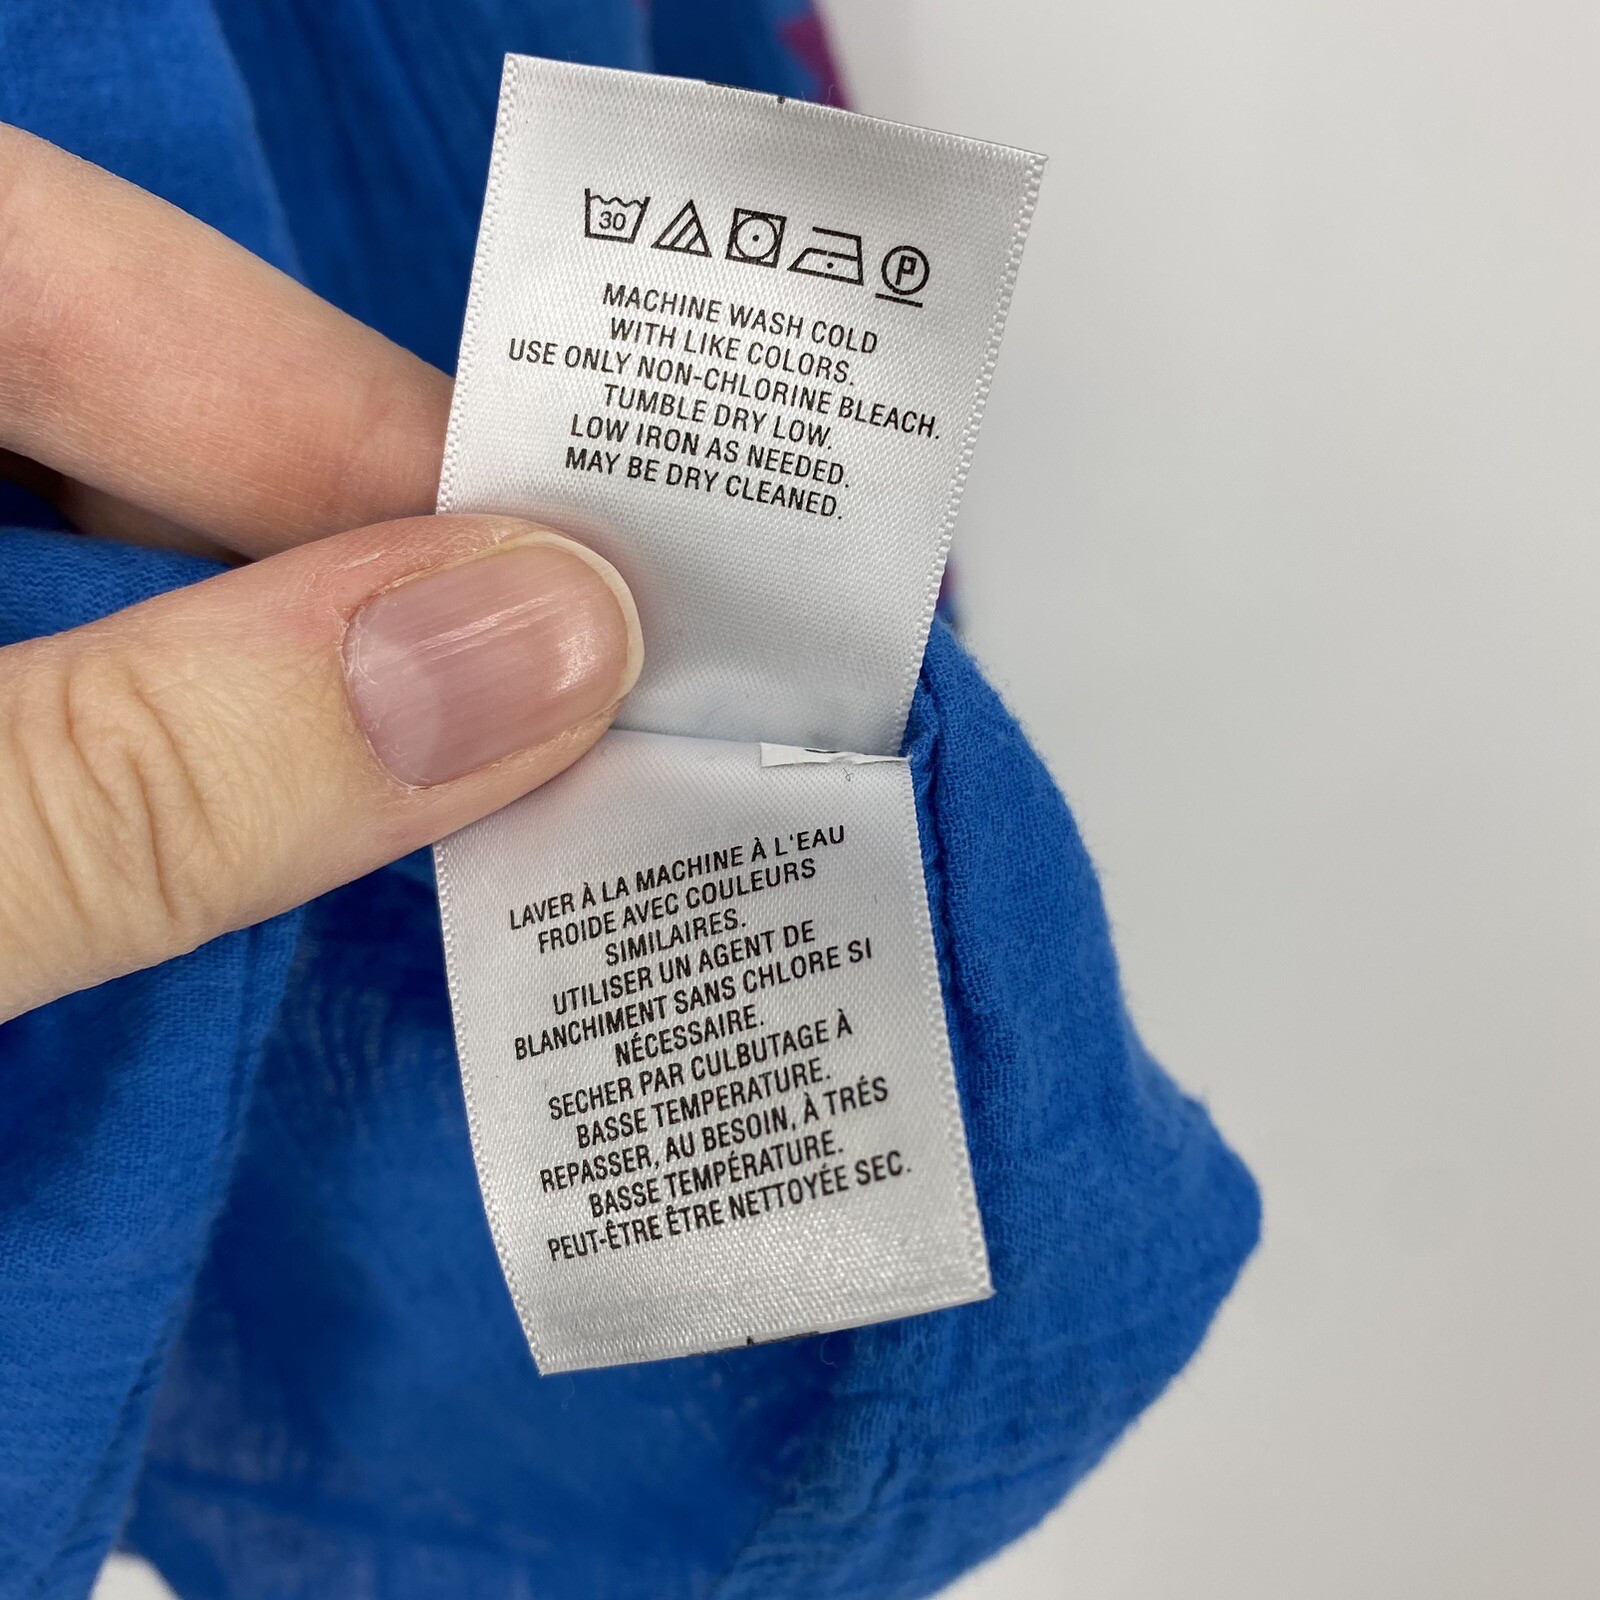 30
P
MACHINE WASH COLD
WITH LIKE COLORS.
USE ONLY NON-CHLORINE BLEACH.
TUMBLE DRY LOW.
LOW IRON AS NEEDED.
MAY BE DRY CLEANED.
LAVER À LA MACHINE À L'EAU
FROIDE AVEC COULEURS
SIMILAIRES.
UTILISER UN AGENT DE
BLANCHIMENT SANS CHLORE SI
NÉCESSAIRE.
SECHER PAR CULBUTAGE À
BASSE TEMPERATURE.
REPASSER, AU BESOIN, À TRÉS
BASSE TEMPÉRATURE.
PEUT-ÊTRE ÊTRE NETTOYÉE SEC.